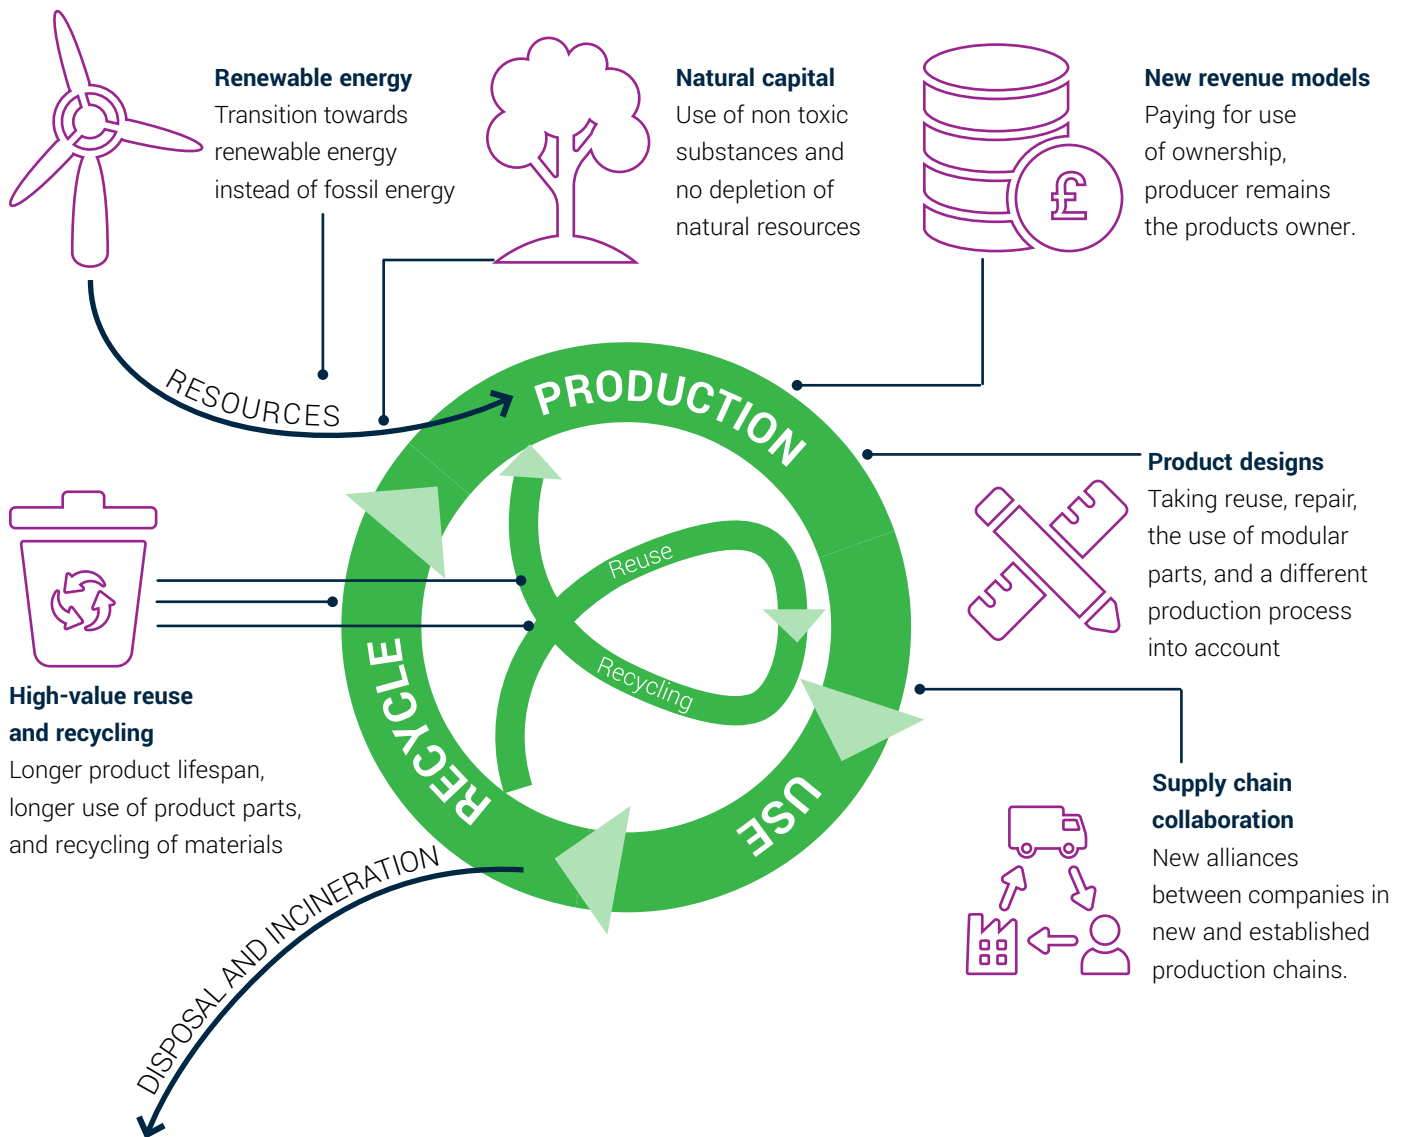 Renewable energy
Transition towards
renewable energy
instead of fossil energy
Natural capital
Use of non toxic
substances and
no depletion of
natural resources
£
New revenue models
Paying for use
of ownership,
producer remains
the products owner.
RESOURCES
PRODUCTION
Product designs
Taking reuse, repair,
the use of modular
parts, and a different
production process
into account
Reuse
Recycling
RECYCLE
USE
High-value reuse
and recycling
Longer product lifespan,
longer use of product parts,
and recycling of materials
Supply chain
collaboration
New alliances
between companies in
new and established
production chains.
DISPOSAL AND INCINERATION